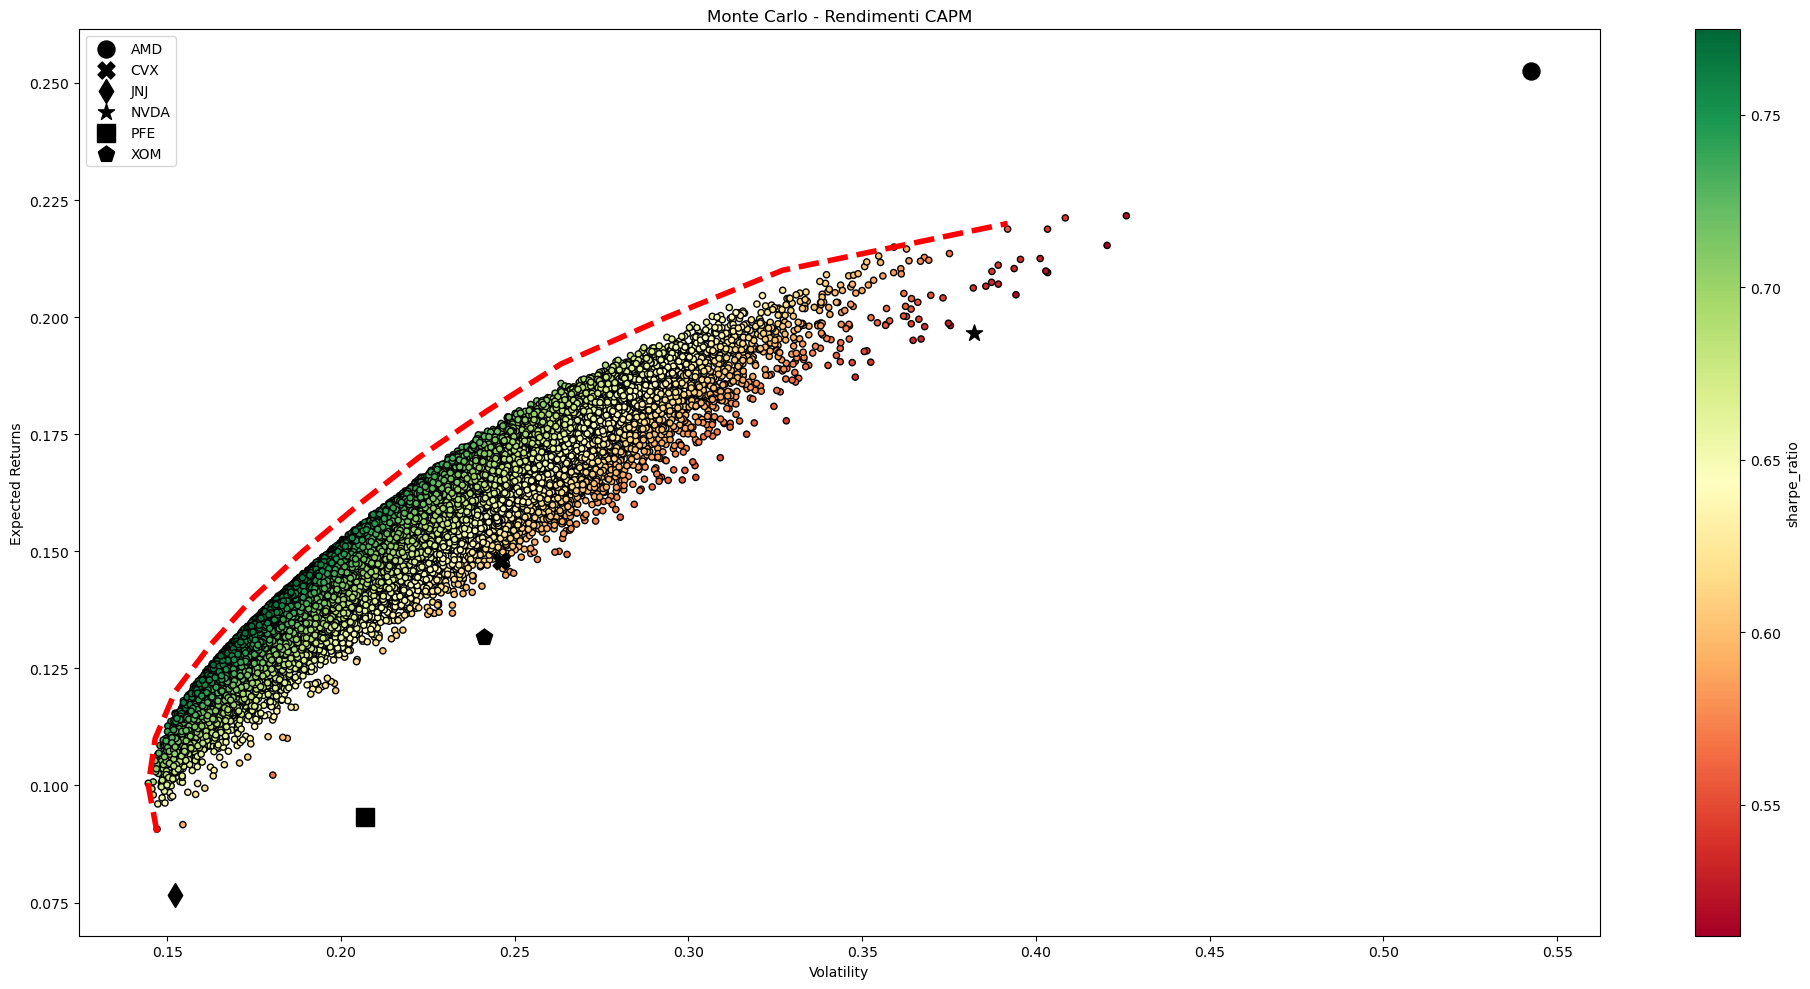 Monte Carlo - Rendimenti CAPM
AMD
CVX
JNJ
NVDA
PFE
XOM
Expected Returns
0.250
0.225
0.200
0.175
0.150
0.125
0.100
0.075
0.15
0.20
0.25
0.30
0.35
0.40
0.45
0.50
0.55
Volatility
0.75
0.70
0.65
0.60
0.55
sharpe_ratio